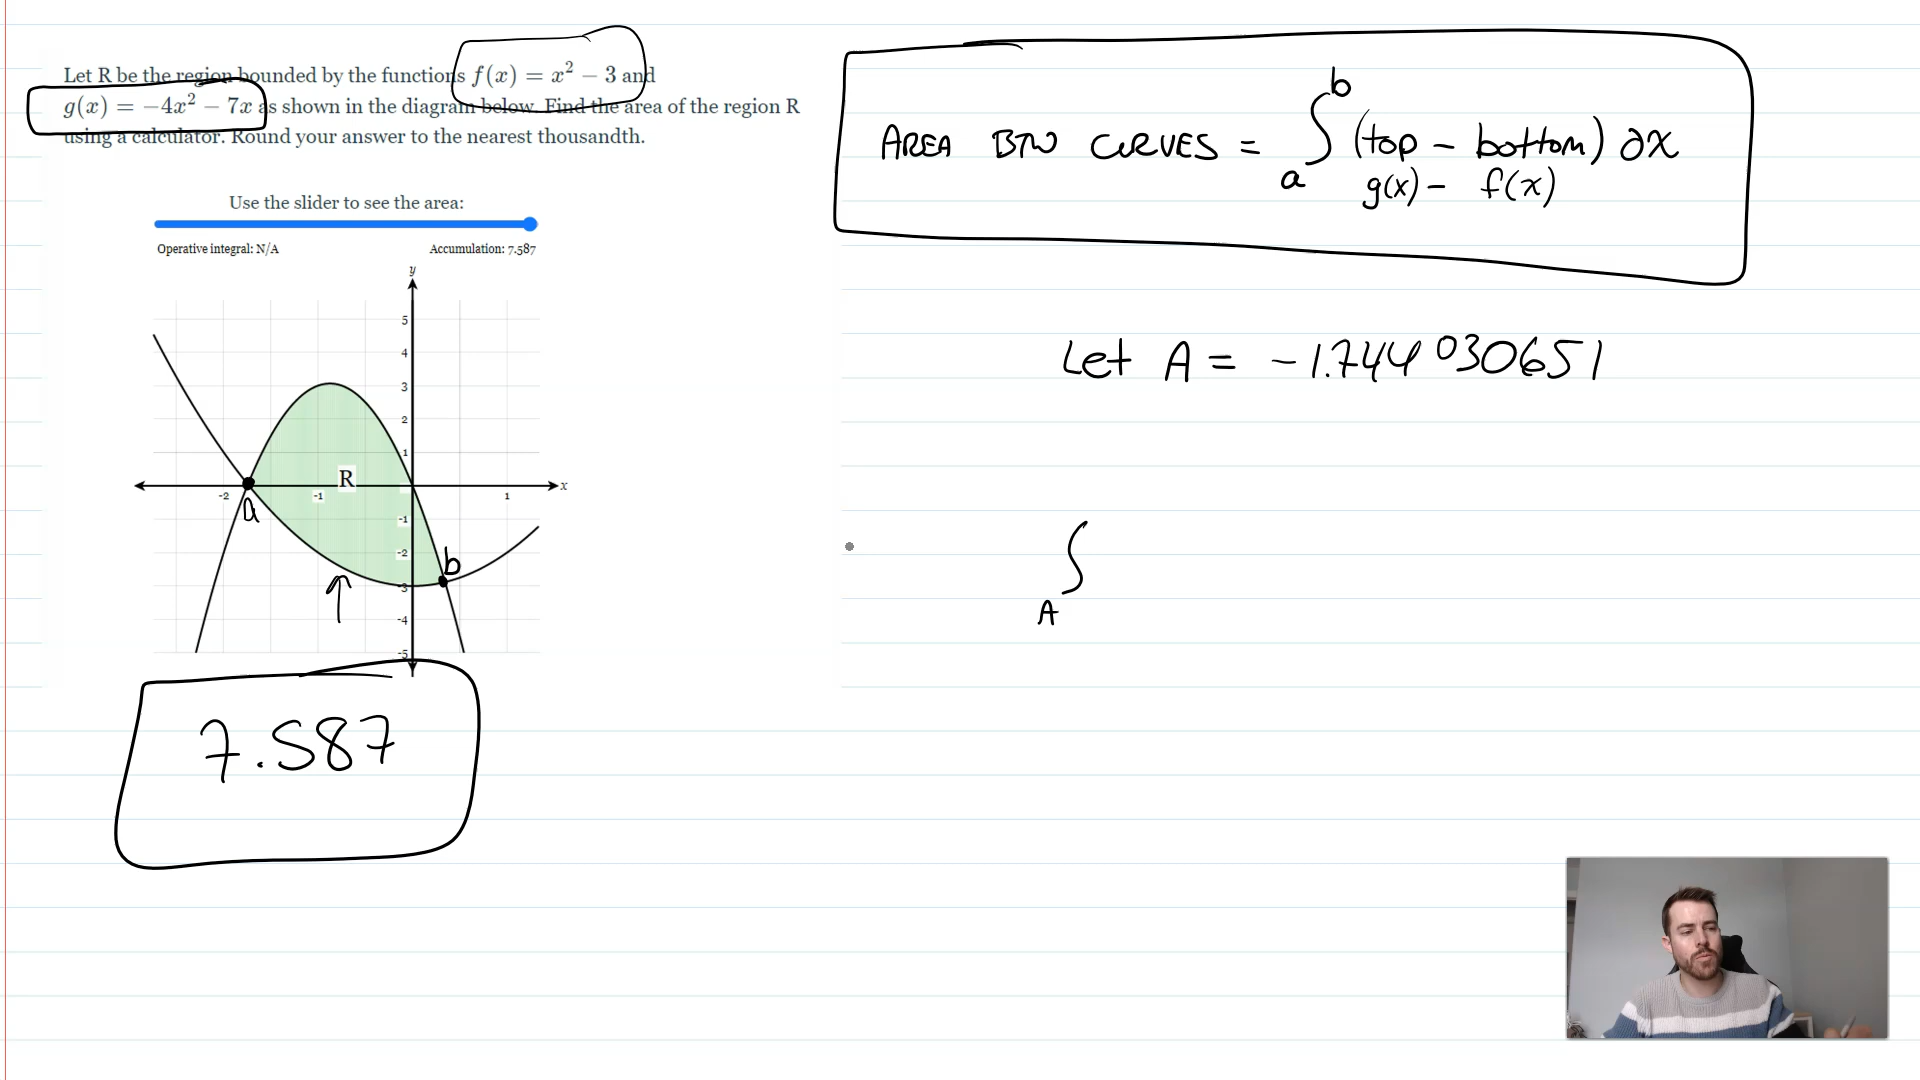 Let R be the region bounded by the functions f(x) = x² − 3 and
g(x) = −4x² − 7x as shown in the diagram below. Find the area of the region R
using a calculator. Round your answer to the nearest thousandth.
Use the slider to see the area:
Operative integral: N/A
Accumulation: 7.587
y
5
4
3
2
1
R
x
-2
-1
1
a
-1
-2
b
-3
-4
-5
7.587
b
AREA BTW CURVES = ∫ (top − bottom) ∂x
a g(x) − f(x)
Let A = −1.744030651
∫
A